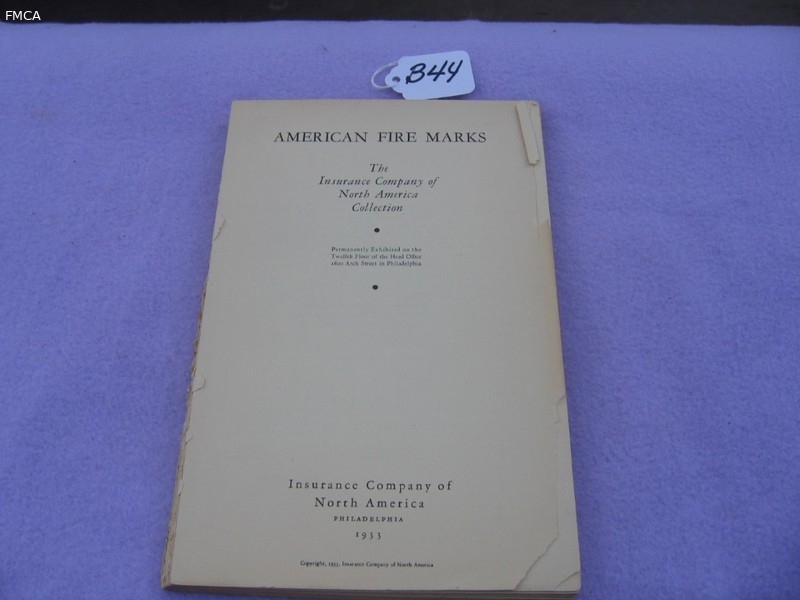 FMCA
B44
AMERICAN FIRE MARKS
The
Insurance Company of
North America
Collection
Permanently Exhibited on the
Twelfth Floor of the Head Office
1600 Arch Street in Philadelphia
Insurance Company of
North America
PHILADELPHIA
1933
Copyright, 1933, Insurance Company of North America